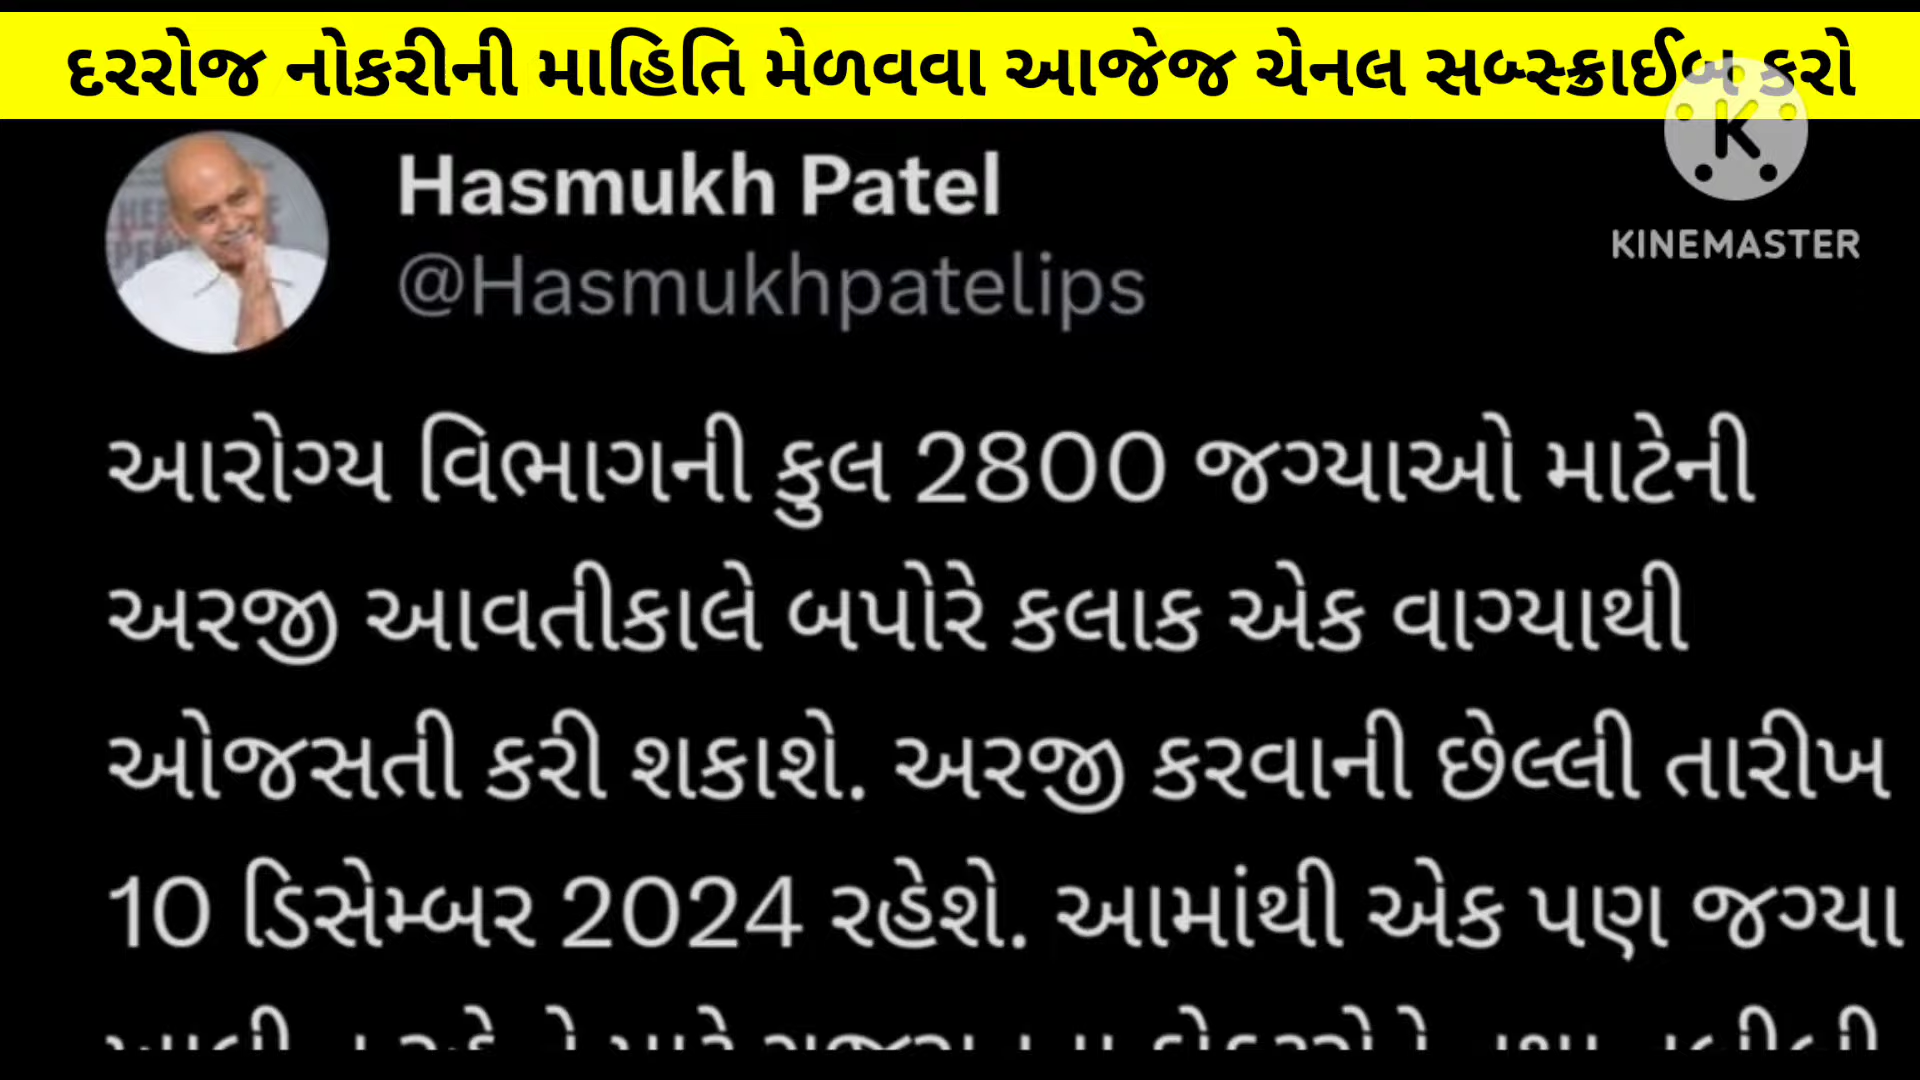 દરરોજ નોકરીની માહિતિ મેળવવા આજેજ ચેનલ સબ્સ્ક્રાઈબ કરો
K
KINEMASTER
Hasmukh Patel
@Hasmukhpatelips
આરોગ્ય વિભાગની કુલ 2800 જગ્યાઓ માટેની
અરજી આવતીકાલે બપોરે કલાક એક વાગ્યાથી
ઓજસતી કરી શકાશે. અરજી કરવાની છેલ્લી તારીખ
10 ડિસેમ્બર 2024 રહેશે. આમાંથી એક પણ જગ્યા